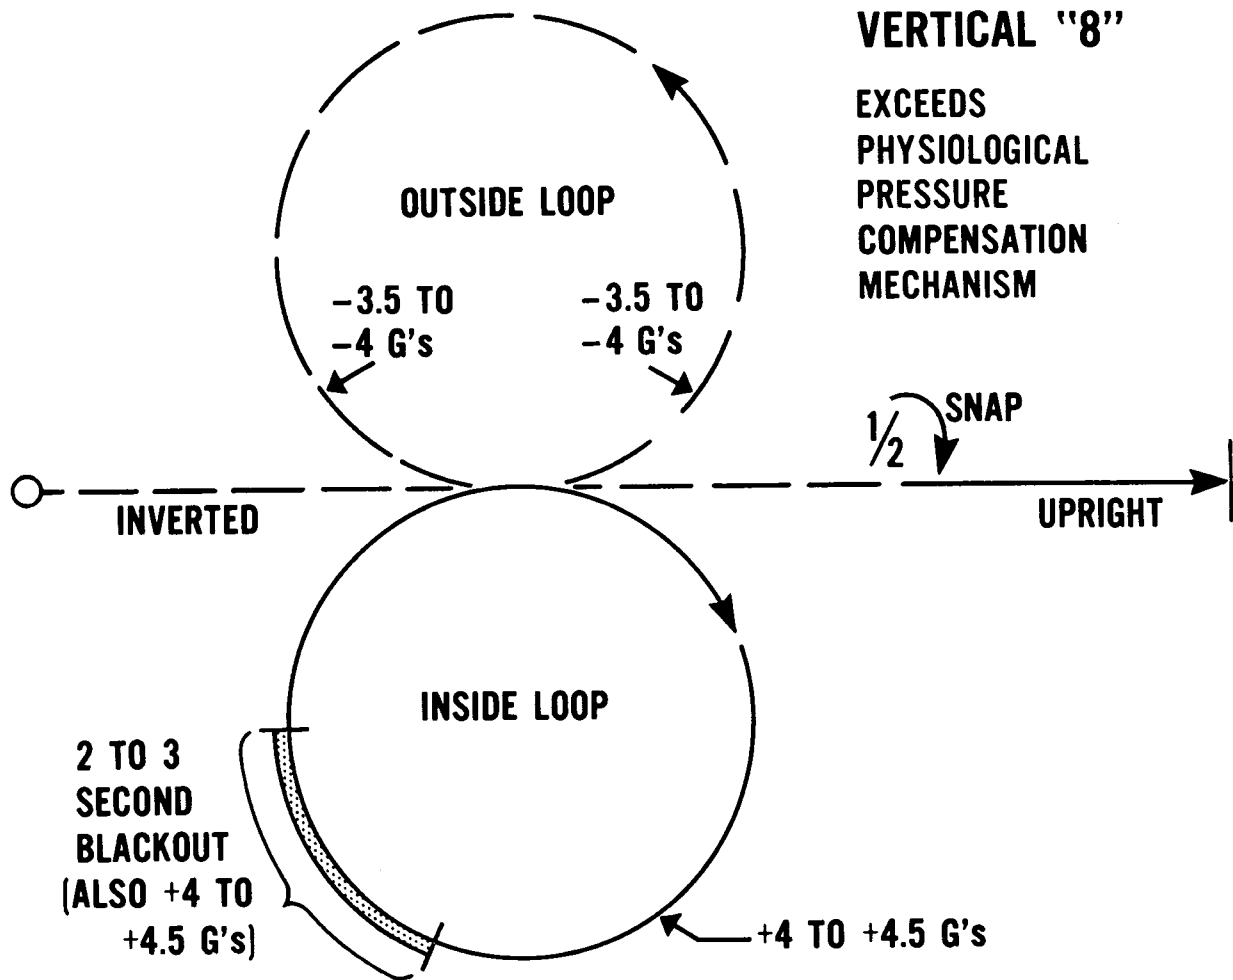 VERTICAL "8"
EXCEEDS
PHYSIOLOGICAL
PRESSURE
COMPENSATION
MECHANISM
OUTSIDE LOOP
−3.5 TO
−4 G's
−3.5 TO
−4 G's
1/2
SNAP
INVERTED
UPRIGHT
INSIDE LOOP
2 TO 3
SECOND
BLACKOUT
(ALSO +4 TO
+4.5 G's)
+4 TO +4.5 G's